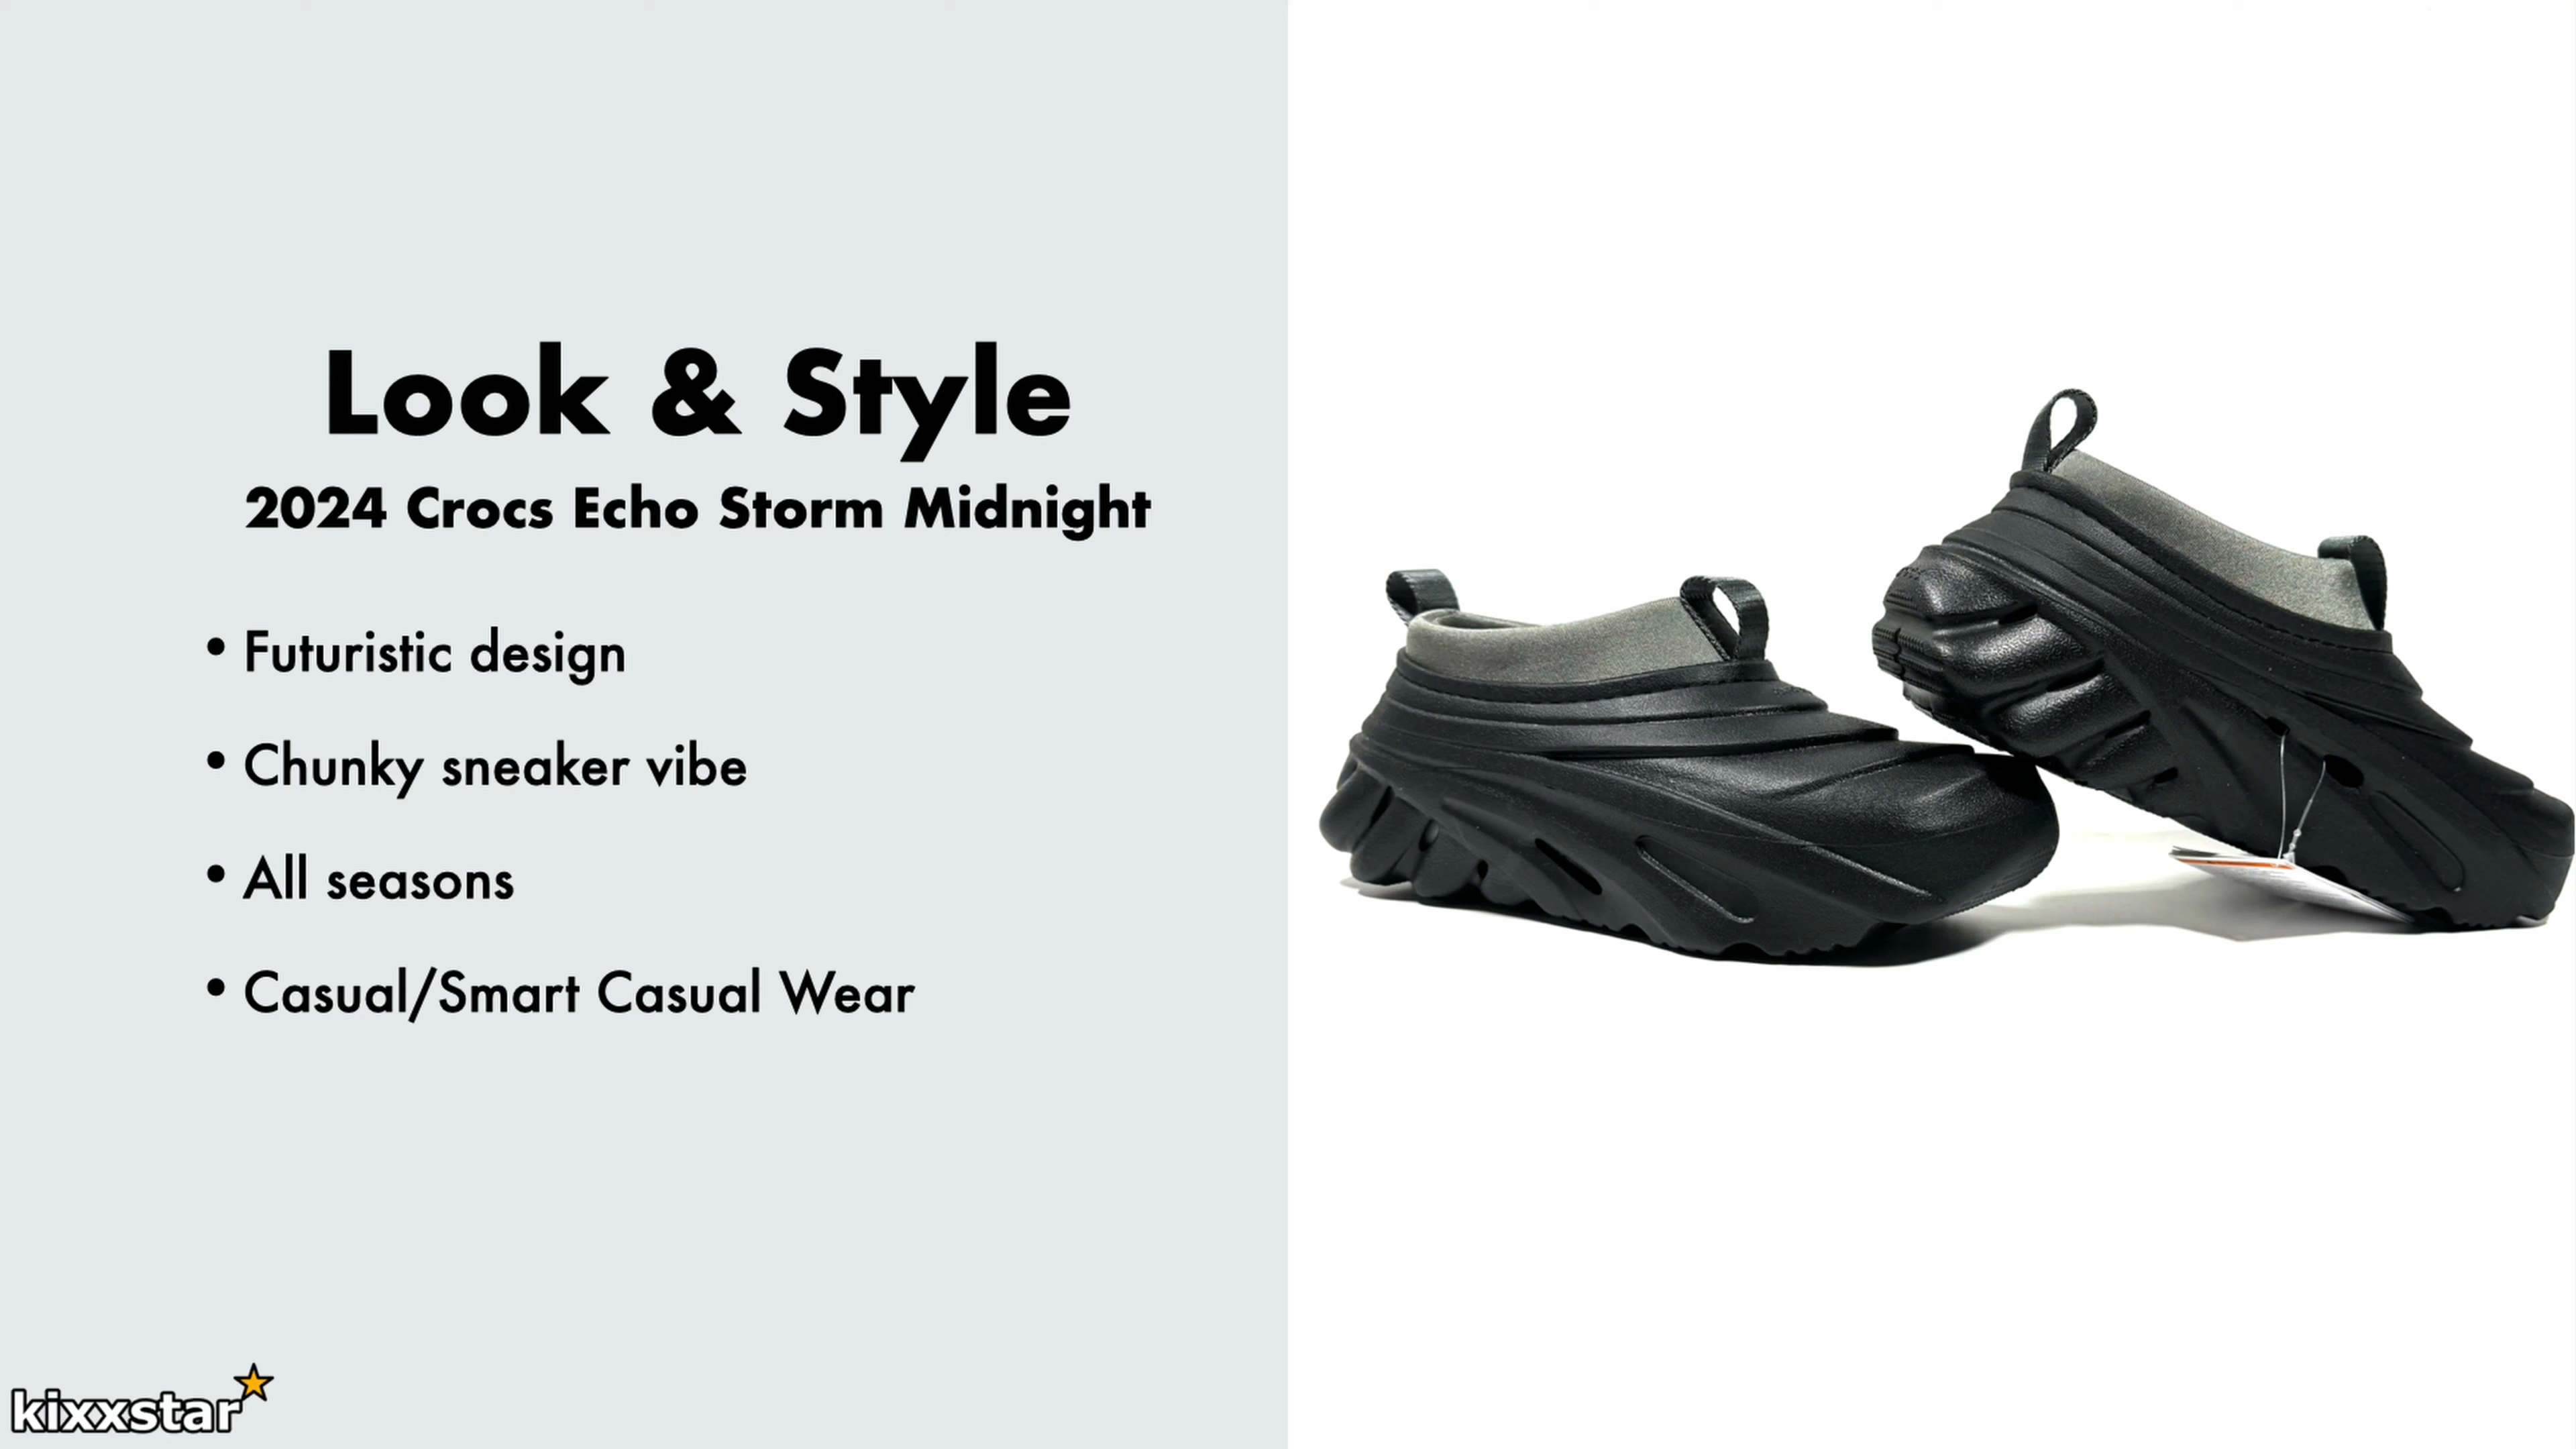 Look & Style
2024 Crocs Echo Storm Midnight
• Futuristic design
• Chunky sneaker vibe
• All seasons
• Casual/Smart Casual Wear
kixxstar